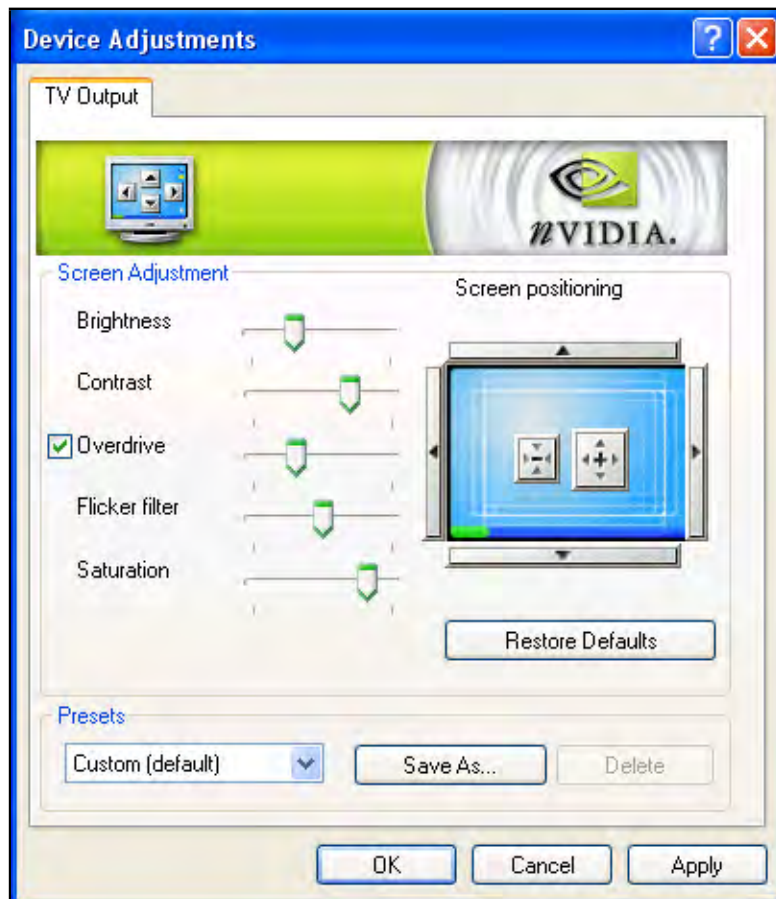 Device Adjustments
TV Output
nVIDIA.
Screen Adjustment
Screen positioning
Brightness
Contrast
Overdrive
Flicker filter
Saturation
Restore Defaults
Presets
Custom (default)
Save As...
Delete
OK
Cancel
Apply